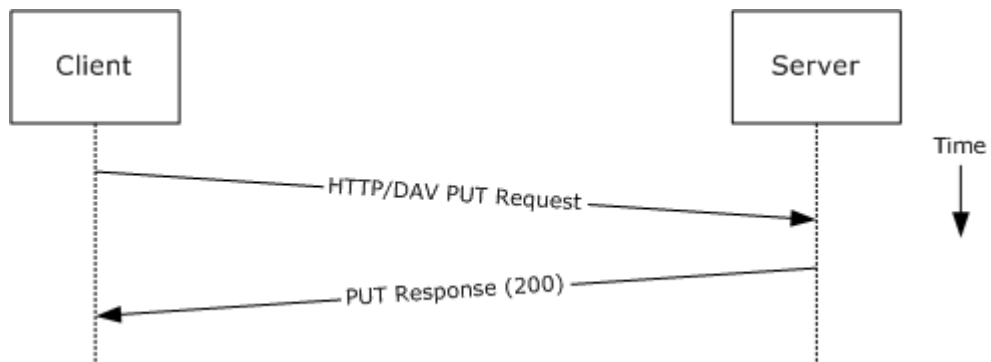 Client
Server
Time
HTTP/DAV PUT Request
PUT Response (200)